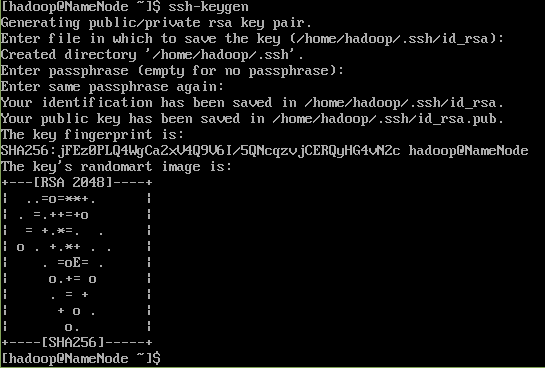 [hadoop@NameNode ~]$ ssh-keygen
Generating public/private rsa key pair.
Enter file in which to save the key (/home/hadoop/.ssh/id_rsa):
Created directory '/home/hadoop/.ssh'.
Enter passphrase (empty for no passphrase):
Enter same passphrase again:
Your identification has been saved in /home/hadoop/.ssh/id_rsa.
Your public key has been saved in /home/hadoop/.ssh/id_rsa.pub.
The key fingerprint is:
SHA256:jFEz0PLQ4WgCa2xV4Q9V6I/5QNcqzvjCERQyHG4vN2c hadoop@NameNode
The key's randomart image is:
+---[RSA 2048]----+
|  ..=o=**+.      |
| . =.++=+o       |
|  = +.*=.  .     |
| o . +.*+ . .    |
|    . =oE= .     |
|     o.+= o      |
|     . = +       |
|      + o .      |
|       o.        |
+----[SHA256]-----+
[hadoop@NameNode ~]$